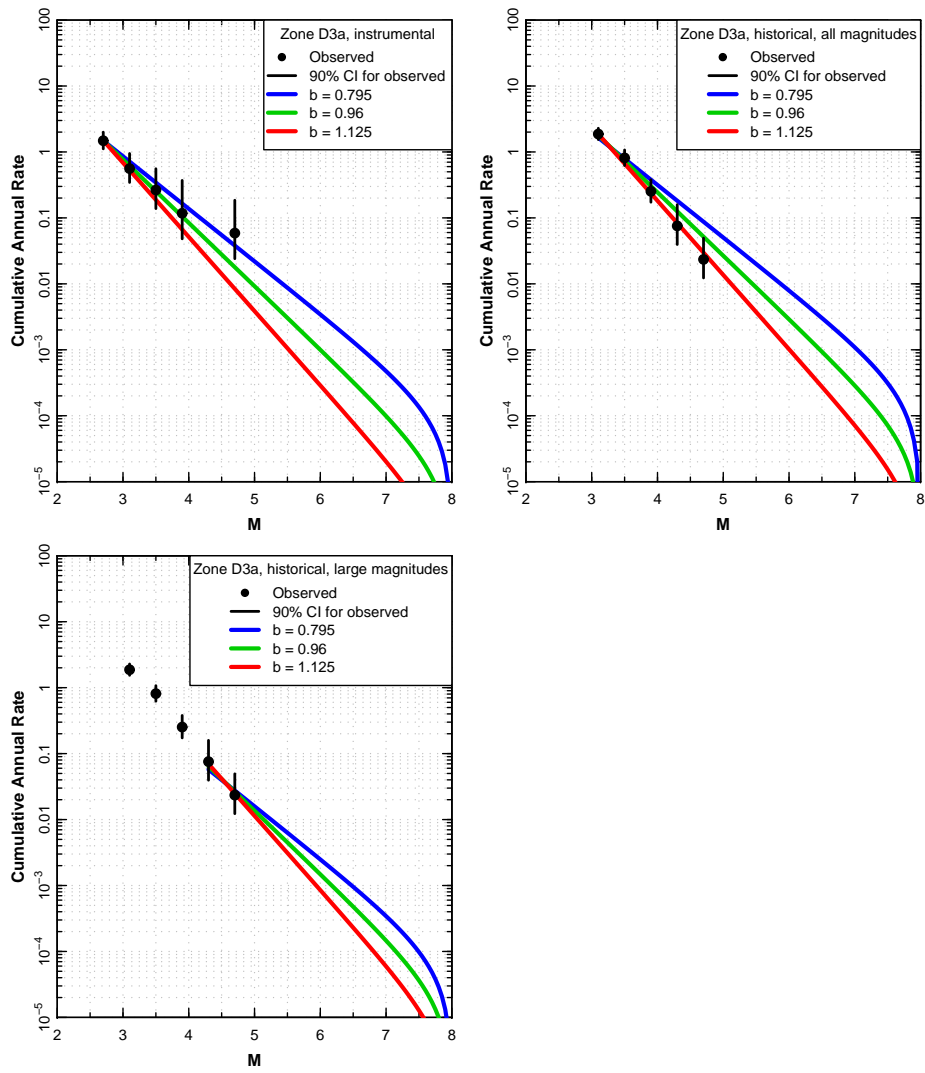 Zone D3a, instrumental
Observed
90% CI for observed
b = 0.795
b = 0.96
b = 1.125
Cumulative Annual Rate
100
10
1
0.1
0.01
10⁻³
10⁻⁴
10⁻⁵
2 3 4 5 6 7 8
M
Zone D3a, historical, all magnitudes
Observed
90% CI for observed
b = 0.795
b = 0.96
b = 1.125
Cumulative Annual Rate
100
10
1
0.1
0.01
10⁻³
10⁻⁴
10⁻⁵
2 3 4 5 6 7 8
M
Zone D3a, historical, large magnitudes
Observed
90% CI for observed
b = 0.795
b = 0.96
b = 1.125
Cumulative Annual Rate
100
10
1
0.1
0.01
10⁻³
10⁻⁴
10⁻⁵
2 3 4 5 6 7 8
M